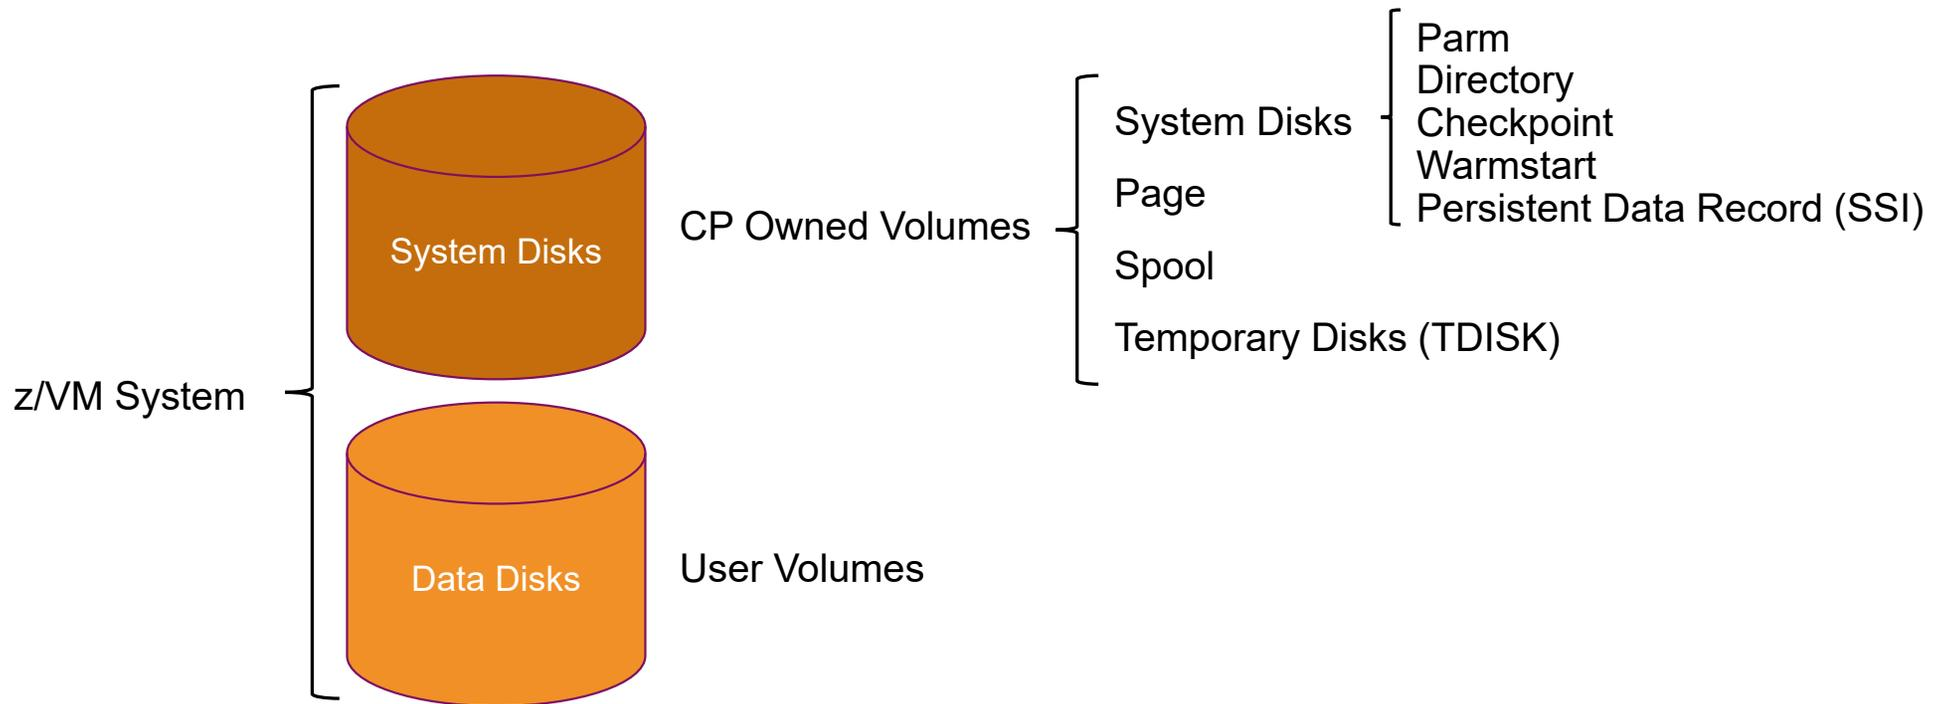 z/VM System
System Disks
CP Owned Volumes
System Disks
Parm
Directory
Checkpoint
Warmstart
Persistent Data Record (SSI)
Page
Spool
Temporary Disks (TDISK)
Data Disks
User Volumes